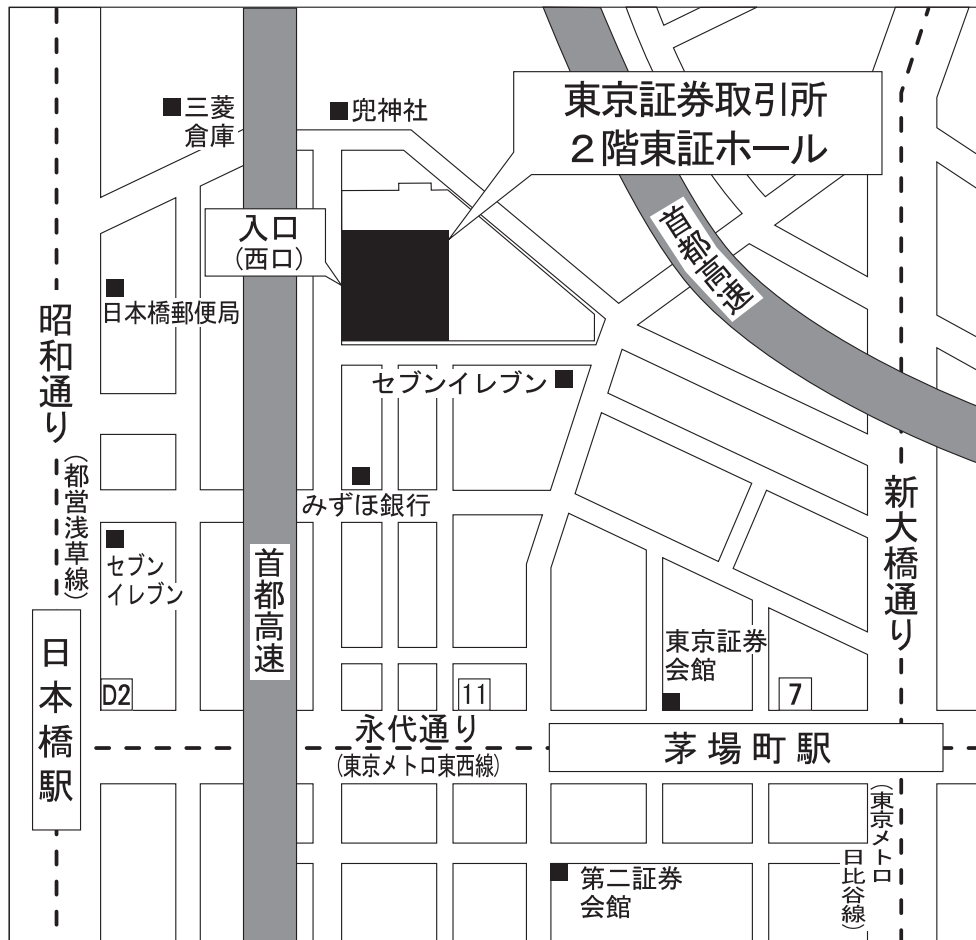 ■三菱
倉庫
■兜神社
東京証券取引所
２階東証ホール
入口
(西口)
首都高速
日本橋郵便局
昭和通り
(都営浅草線)
セブンイレブン
みずほ銀行
新大橋通り
セブン
イレブン
首都高速
日本橋駅
東京証券
会館
D2
11
7
永代通り
(東京メトロ東西線)
茅場町駅
(東京メトロ
日比谷線)
第二証券
会館